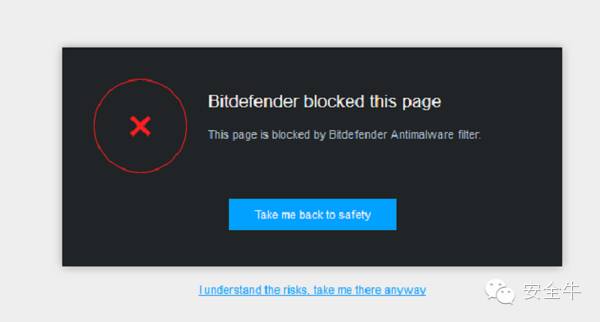 Bitdefender blocked this page
This page is blocked by Bitdefender Antimalware filter.
Take me back to safety
I understand the risks, take me there anyway
安全牛